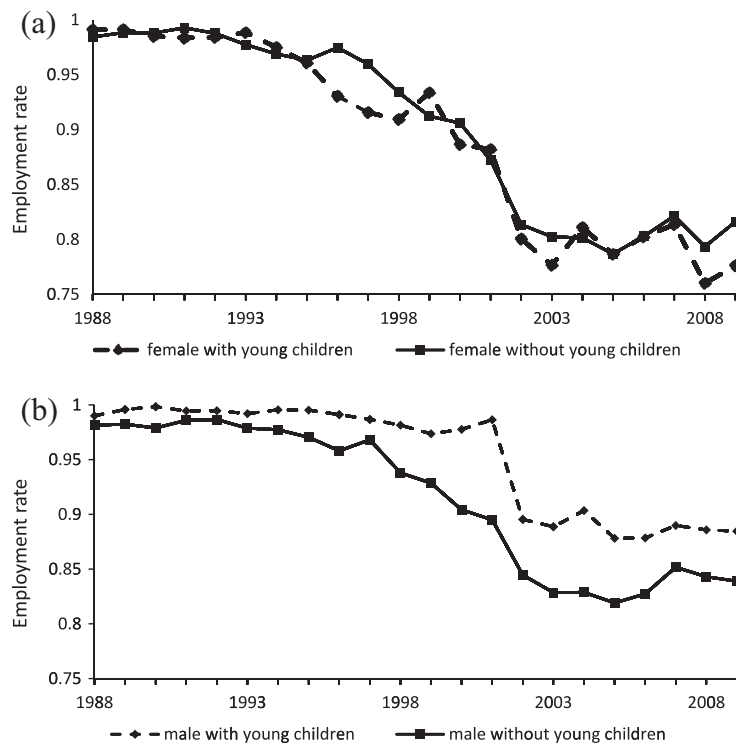 (a)
1
0.95
0.9
0.85
0.8
0.75
Employment rate
1988 1993 1998 2003 2008
female with young children female without young children
(b)
1
0.95
0.9
0.85
0.8
0.75
Employment rate
1988 1993 1998 2003 2008
male with young children male without young children